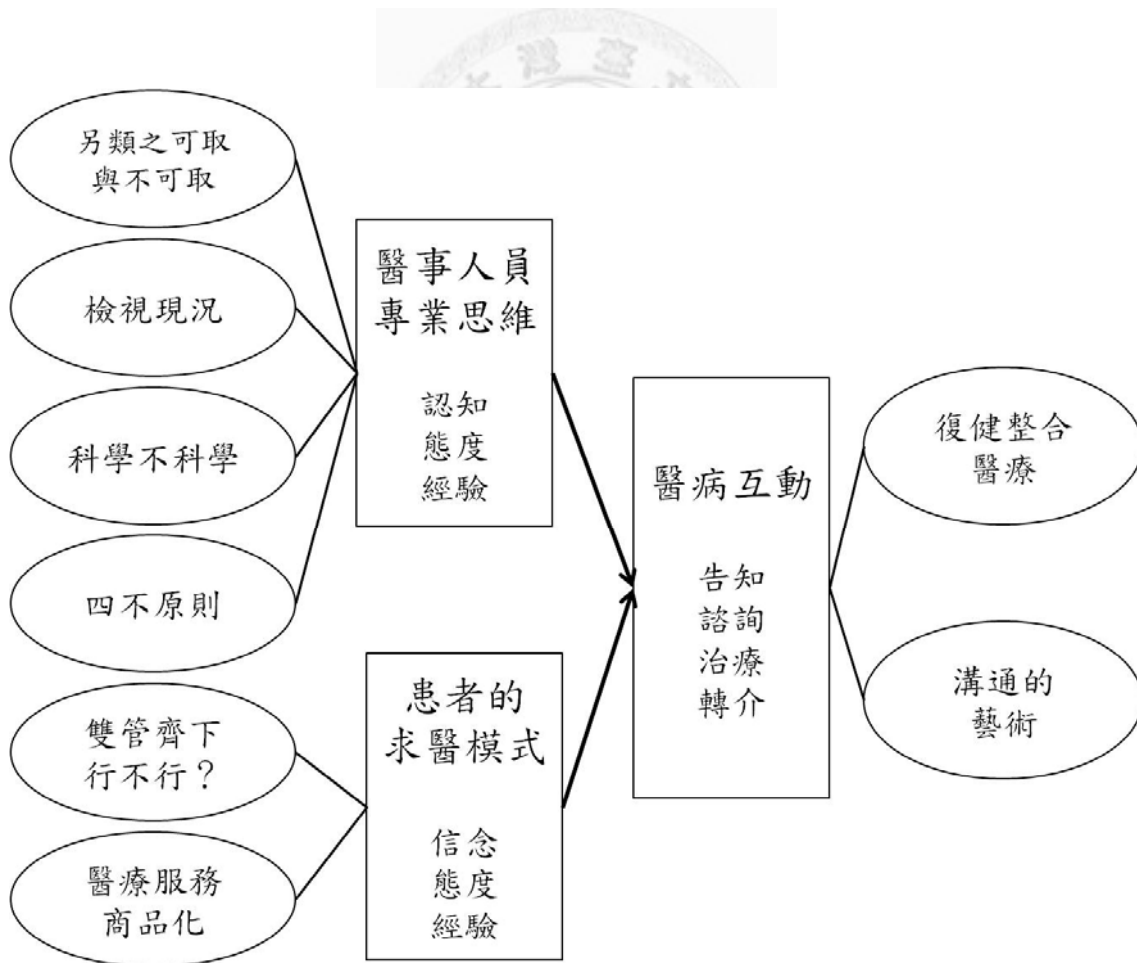 另類之可取
與不可取
檢視現況
科學不科學
四不原則
雙管齊下
行不行？
醫療服務
商品化
醫事人員
專業思維
認知
態度
經驗
患者的
求醫模式
信念
態度
經驗
醫病互動
告知
諮詢
治療
轉介
復健整合
醫療
溝通的
藝術